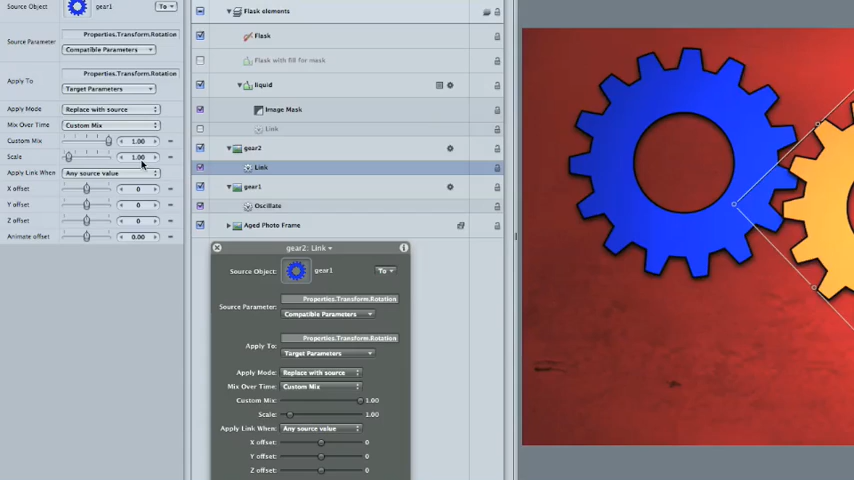 Source Object gear1 To
Source Parameter
Properties.Transform.Rotation
Compatible Parameters
Apply To
Properties.Transform.Rotation
Target Parameters
Apply Mode Replace with source
Mix Over Time Custom Mix
Custom Mix 1.00
Scale 1.00
Apply Link When Any source value
X offset 0
Y offset 0
Z offset 0
Animate offset 0.00
Flask elements
Flask
Flask with fill for mask
liquid
Image Mask
Link
gear2
Link
gear1
Oscillate
Aged Photo Frame
gear2: Link
Source Object: gear1 To
Source Parameter:
Properties.Transform.Rotation
Compatible Parameters
Apply To:
Properties.Transform.Rotation
Target Parameters
Apply Mode: Replace with source
Mix Over Time: Custom Mix
Custom Mix: 1.00
Scale: 1.00
Apply Link When: Any source value
X offset: 0
Y offset: 0
Z offset: 0